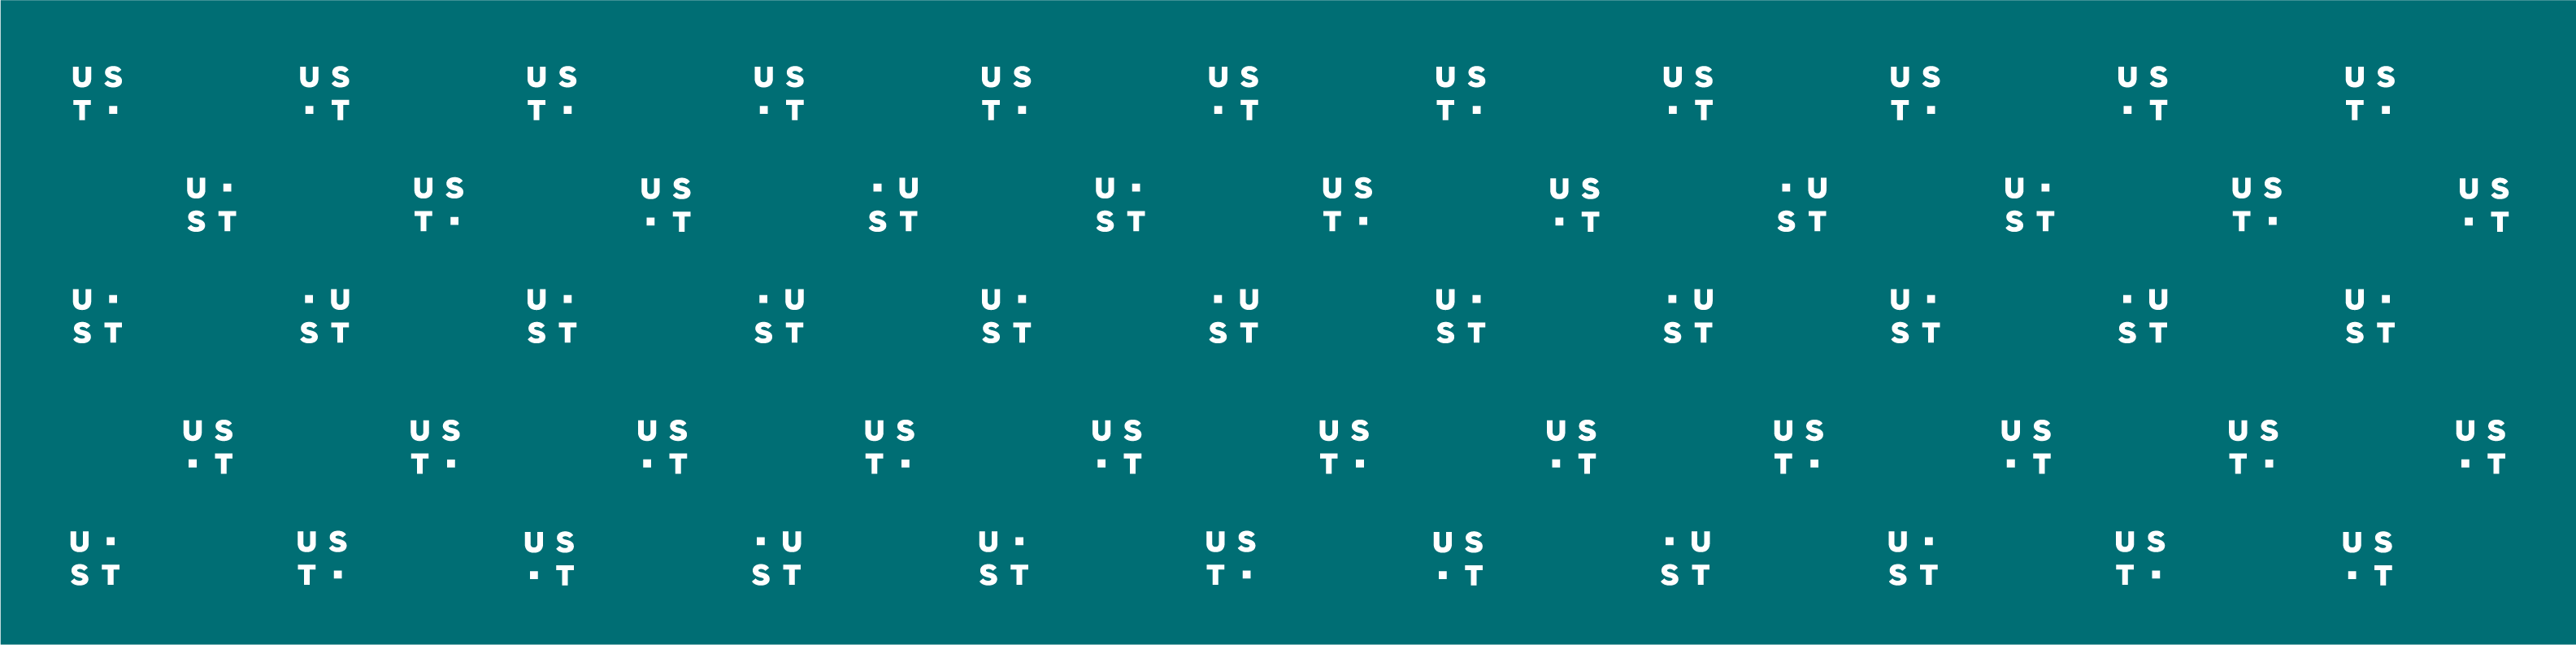 US US US US US US US US US US US
T▪ ▪T T▪ ▪T T▪ ▪T T▪ ▪T T▪ ▪T T▪
U▪ US US ▪U U▪ US US ▪U U▪ US US
ST T▪ ▪T ST ST T▪ ▪T ST ST T▪ ▪T
U▪ ▪U U▪ ▪U U▪ ▪U U▪ ▪U U▪ ▪U U▪
ST ST ST ST ST ST ST ST ST ST ST
US US US US US US US US US US US
▪T T▪ ▪T T▪ ▪T T▪ ▪T T▪ ▪T T▪ ▪T
U▪ US US ▪U U▪ US US ▪U U▪ US US
ST T▪ ▪T ST ST T▪ ▪T ST ST T▪ ▪T